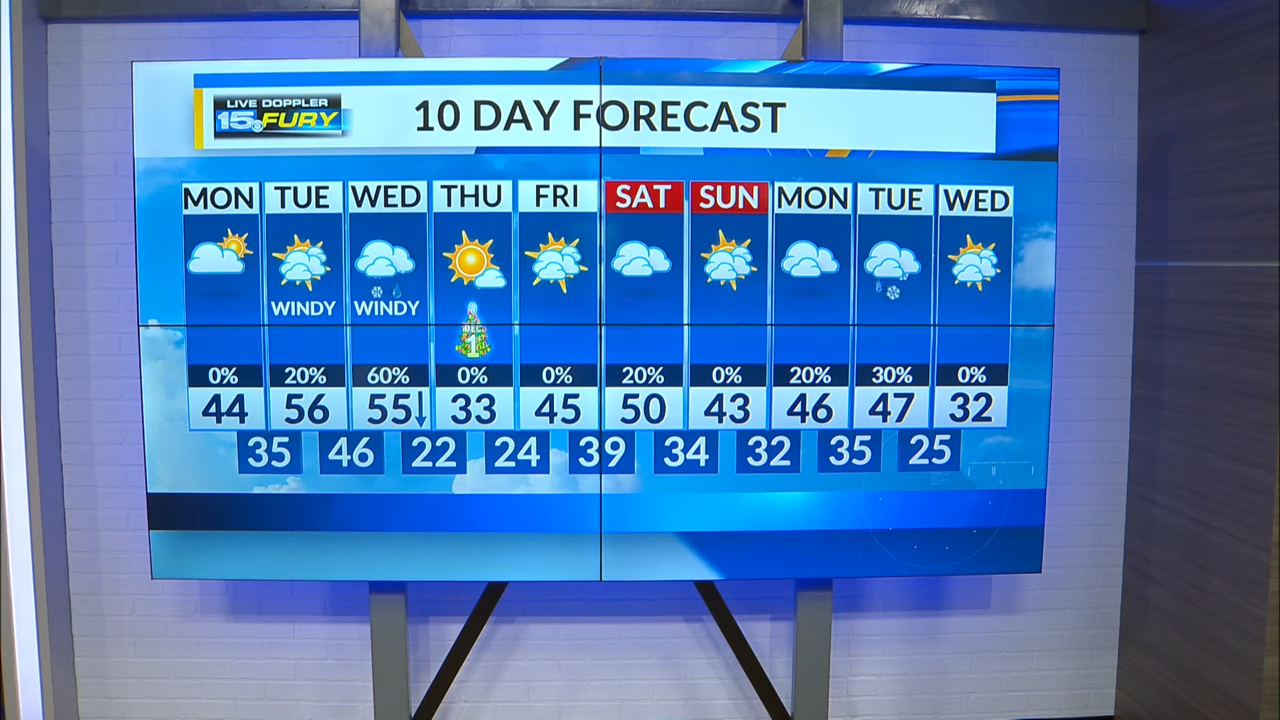 LIVE DOPPLER
15 FURY
10 DAY FORECAST
MON TUE WED THU FRI SAT SUN MON TUE WED
WINDY WINDY
DEC.
1
0% 20% 60% 0% 0% 20% 0% 20% 30% 0%
44 56 55↓ 33 45 50 43 46 47 32
35 46 22 24 39 34 32 35 25